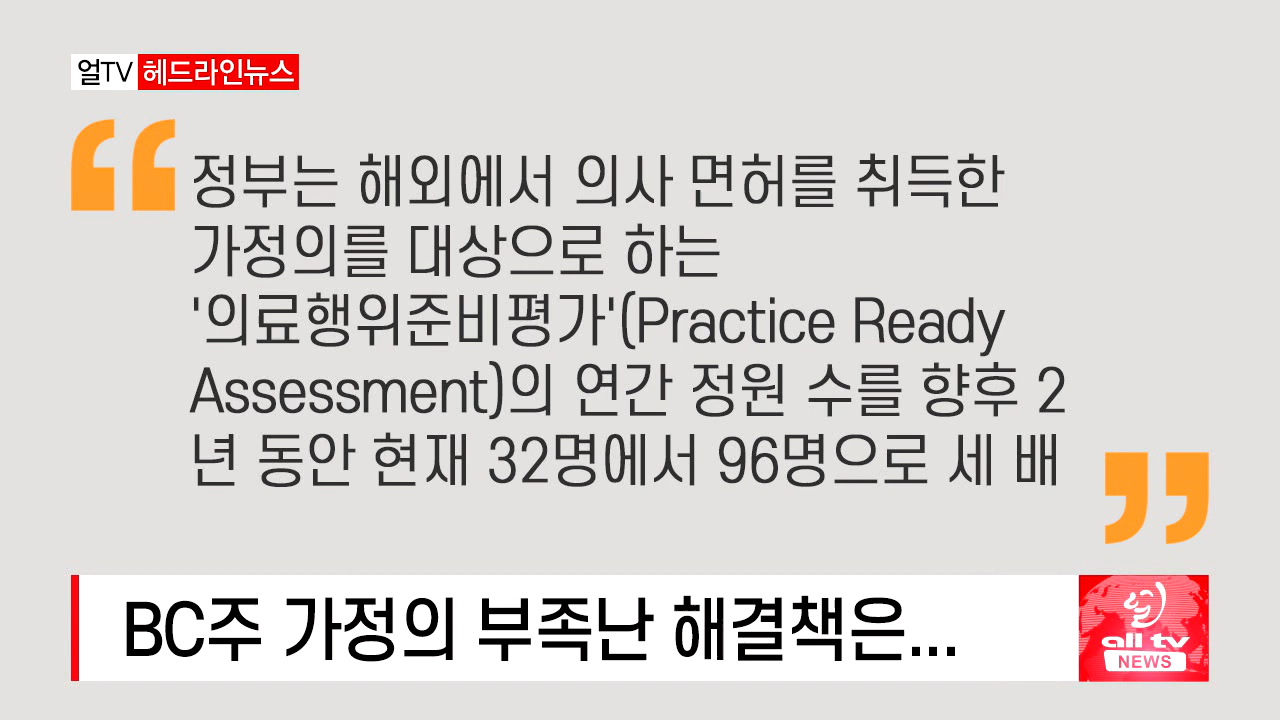 얼TV 헤드라인뉴스
“정부는 해외에서 의사 면허를 취득한
가정의를 대상으로 하는
'의료행위준비평가'(Practice Ready
Assessment)의 연간 정원 수를 향후 2
년 동안 현재 32명에서 96명으로 세 배”
BC주 가정의 부족난 해결책은...
얼
all tv
NEWS